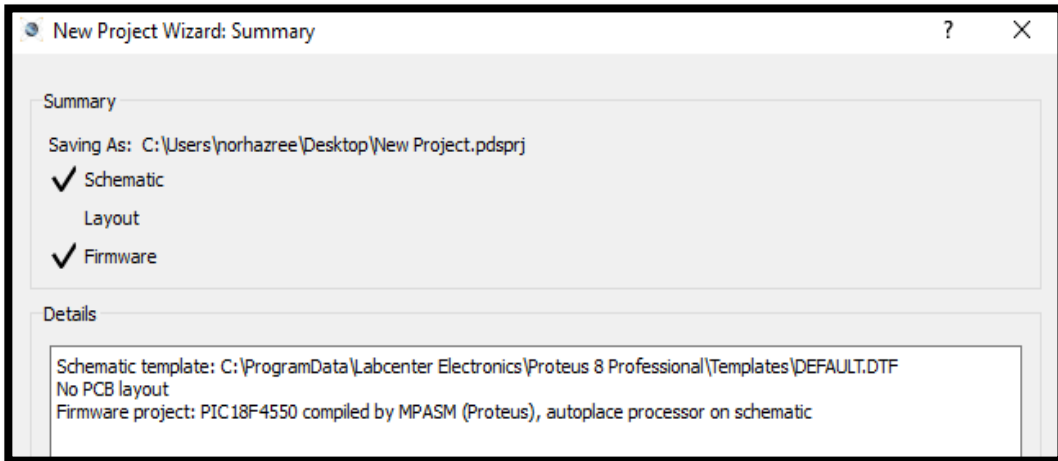 New Project Wizard: Summary ? ×
Summary
Saving As: C:\Users\norhazree\Desktop\New Project.pdsprj
Schematic
Layout
Firmware
Details
Schematic template: C:\ProgramData\Labcenter Electronics\Proteus 8 Professional\Templates\DEFAULT.DTF
No PCB layout
Firmware project: PIC18F4550 compiled by MPASM (Proteus), autoplace processor on schematic